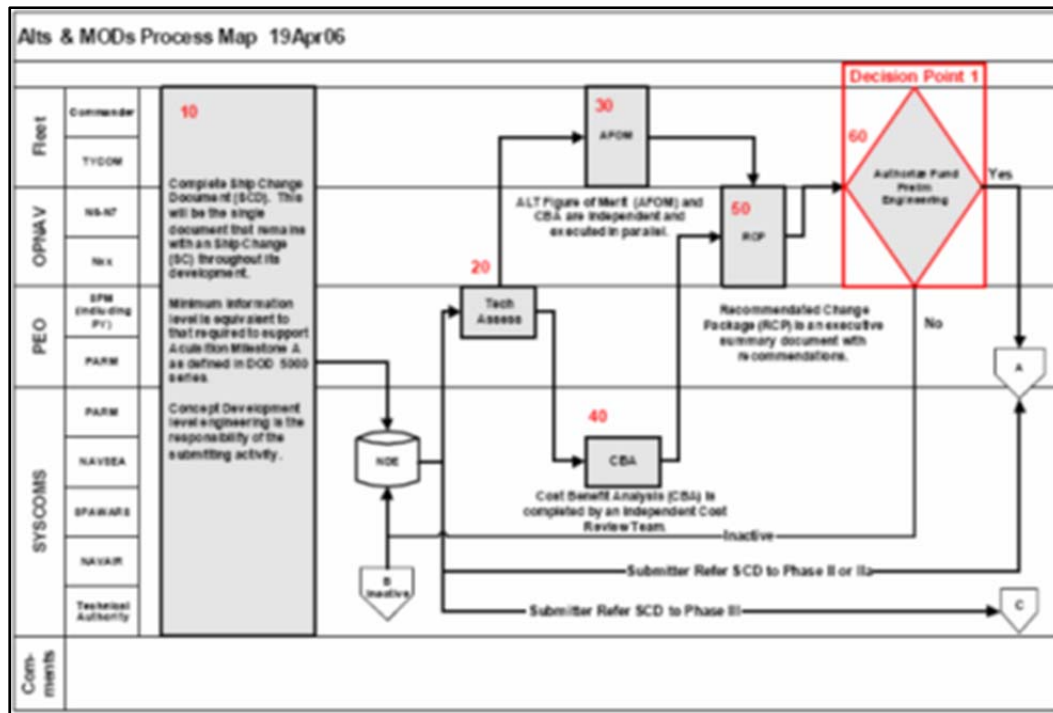 Alts & MODs Process Map 19Apr06
Decision Point 1
Fleet
Commander
TYCOM
OPNAV
N6-N7
Nxx
PEO
SPM
(including
PY)
PARM
SYSCOMS
PARM
NAVSEA
SPAWARS
NAVAIR
Technical
Authority
Com-
ments
10
Complete Ship Change
Document (SCD). This
will be the single
document that remains
with an Ship Change
(SC) throughout its
development.
Minimum information
level is equivalent to
that required to support
Acuisition Milestone A
as defined in DOD 5000
series.
Concept Development
level engineering is the
responsibility of the
submitting activity.
NDE
B
Inactive
20
Tech
Assess
30
AFOM
ALT Figure of Merit (AFOM) and
CBA are independent and
executed in parallel.
40
CBA
Cost Benefit Analysis (CBA) is
completed by an Independent Cost
Review Team.
50
RCP
Recommended Change
Package (RCP) is an executive
summary document with
recommendations.
60
Authorize Fund
Prelim
Engineering
Yes
No
A
Inactive
Submitter Refer SCD to Phase II or IIa
Submitter Refer SCD to Phase III
C